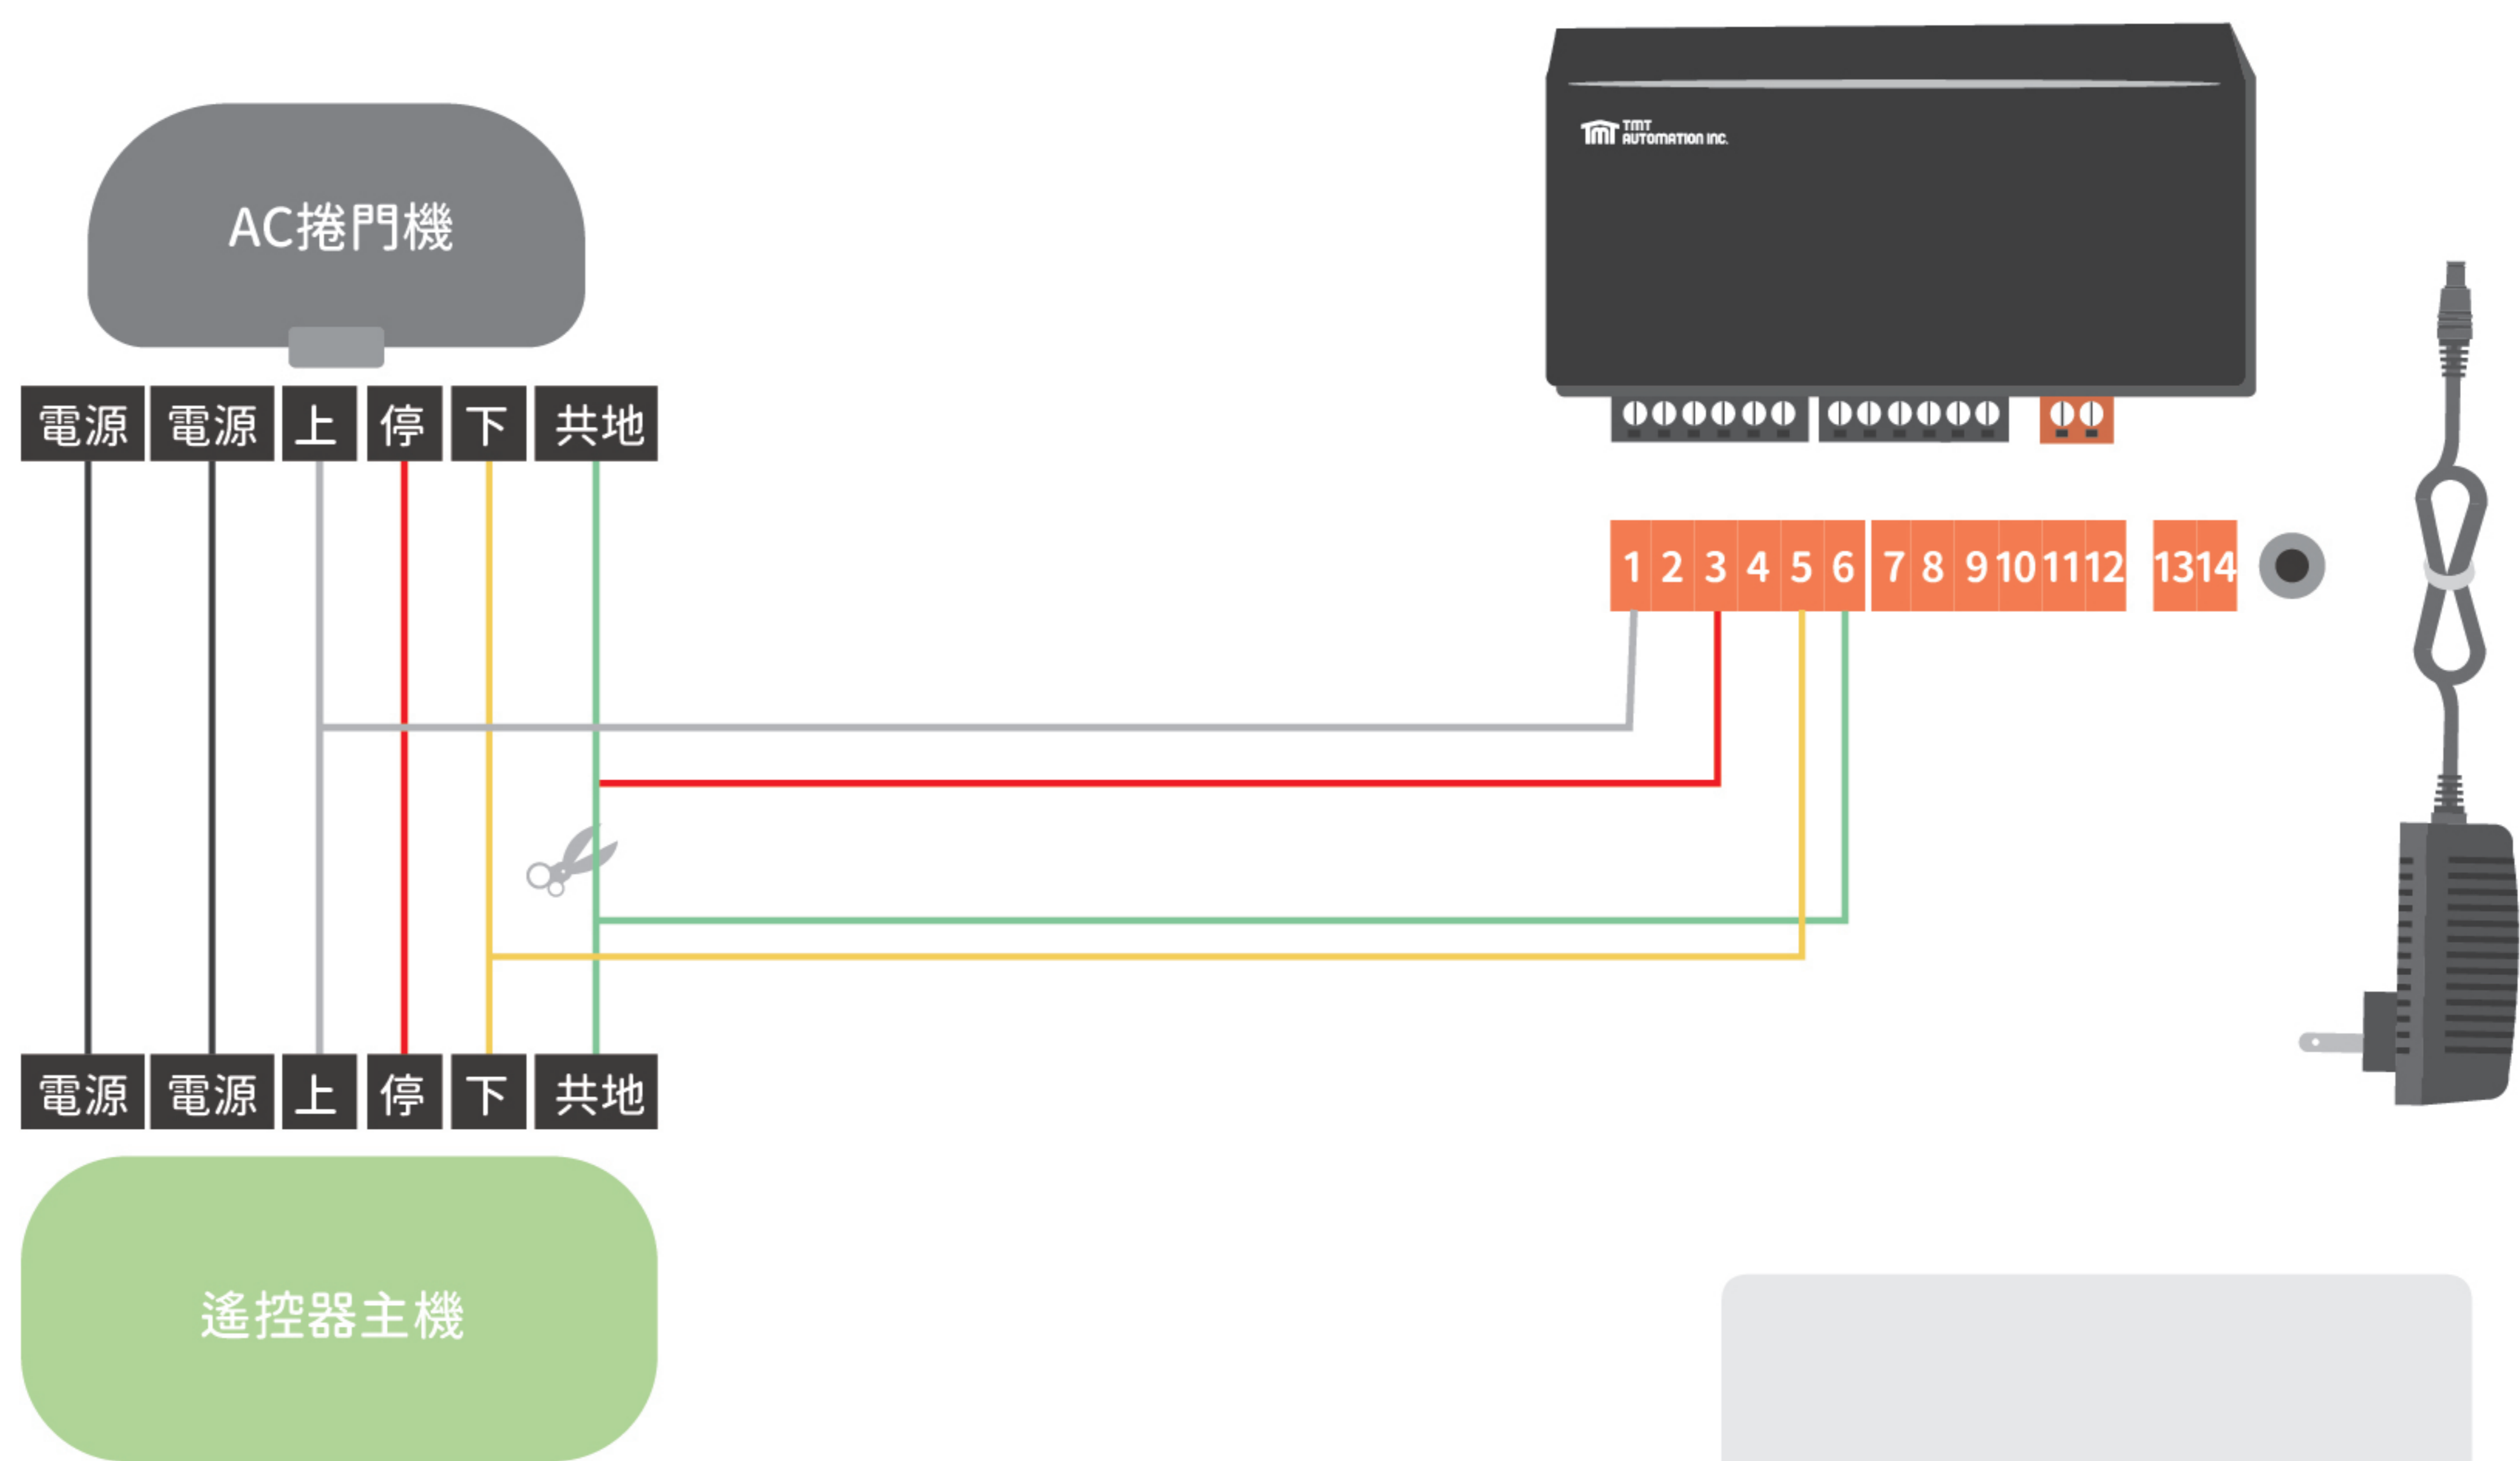 TMT
TMT
AUTOMATION INC.
AC捲門機
電源 電源 上 停 下 共地
1 2 3 4 5 6 7 8 9 10 11 12 13 14
電源 電源 上 停 下 共地
遙控器主機